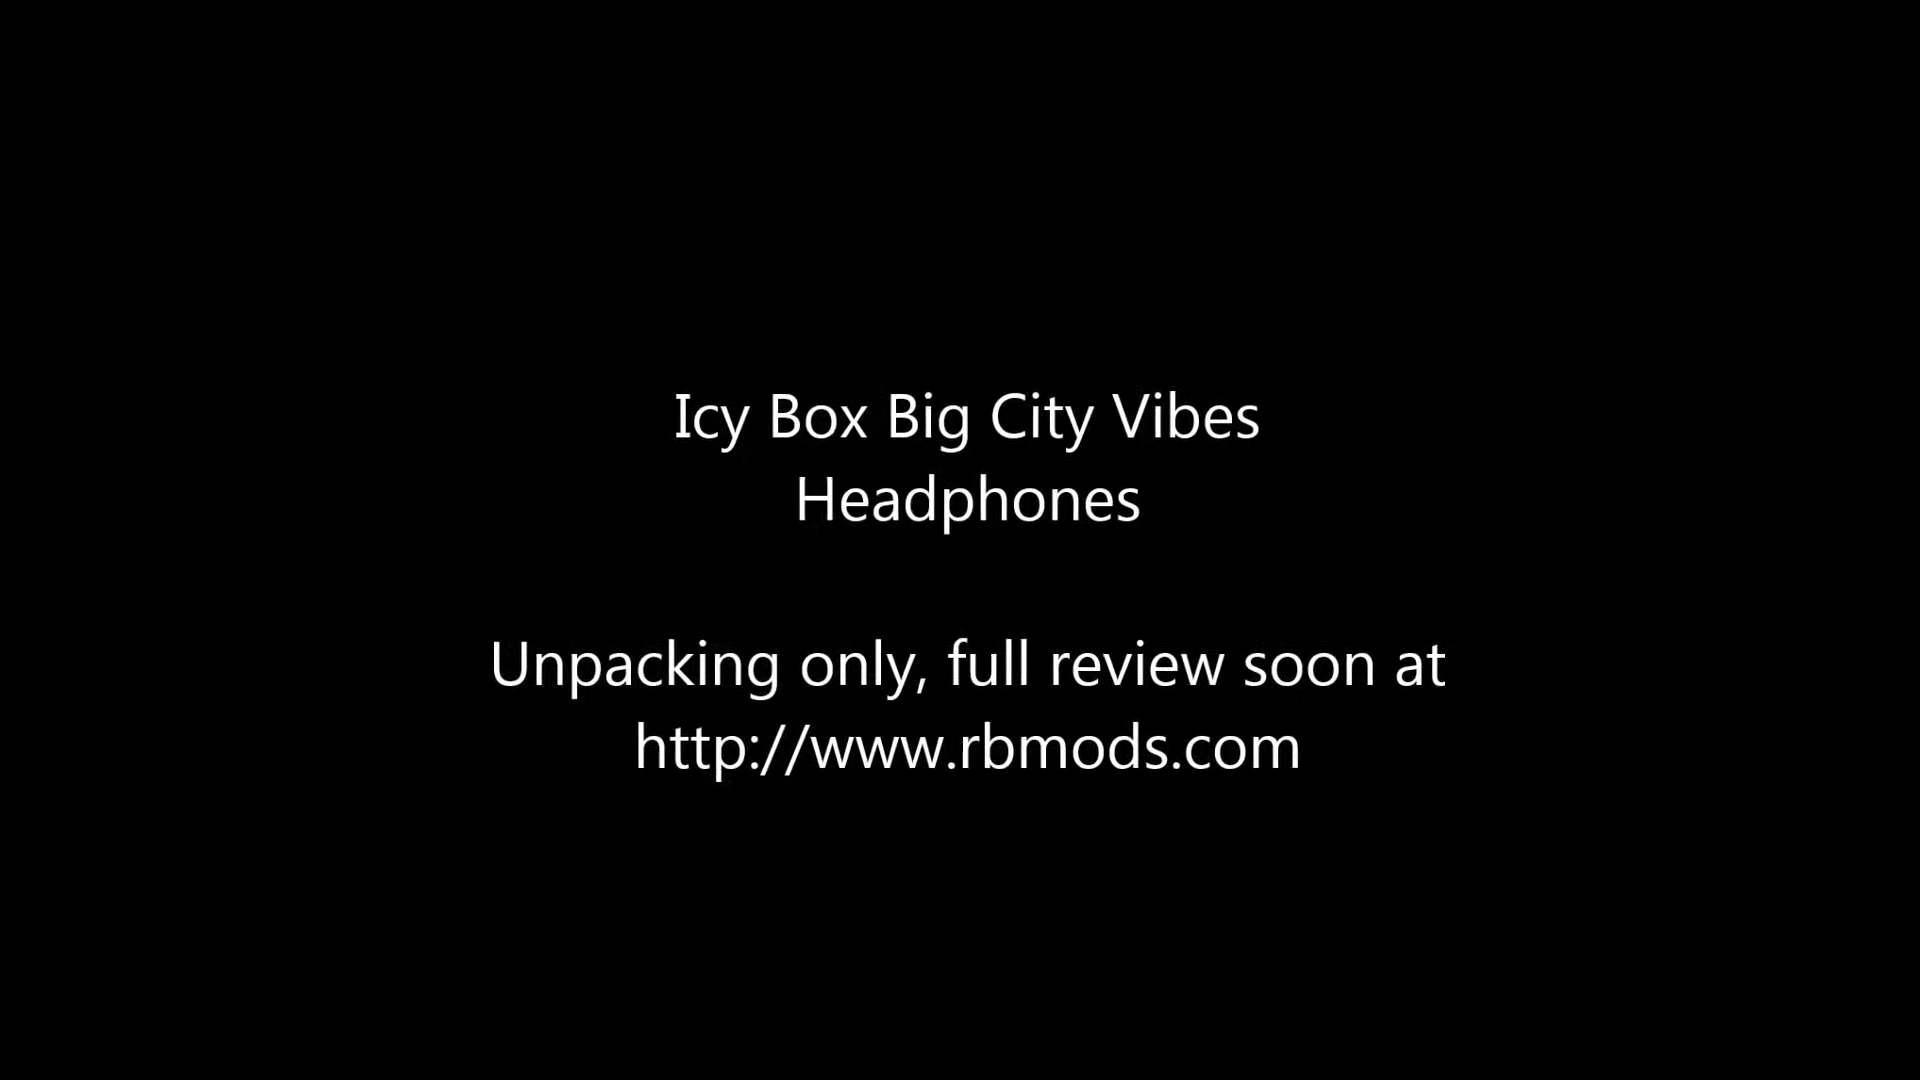 Icy Box Big City Vibes
Headphones
Unpacking only, full review soon at
http://www.rbmods.com